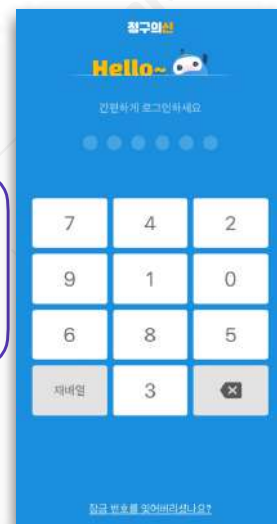 청구의신
Hello~
간편하게 로그인하세요
7 4 2
9 1 0
6 8 5
재배열 3
잠금 번호를 잊어버리셨나요?